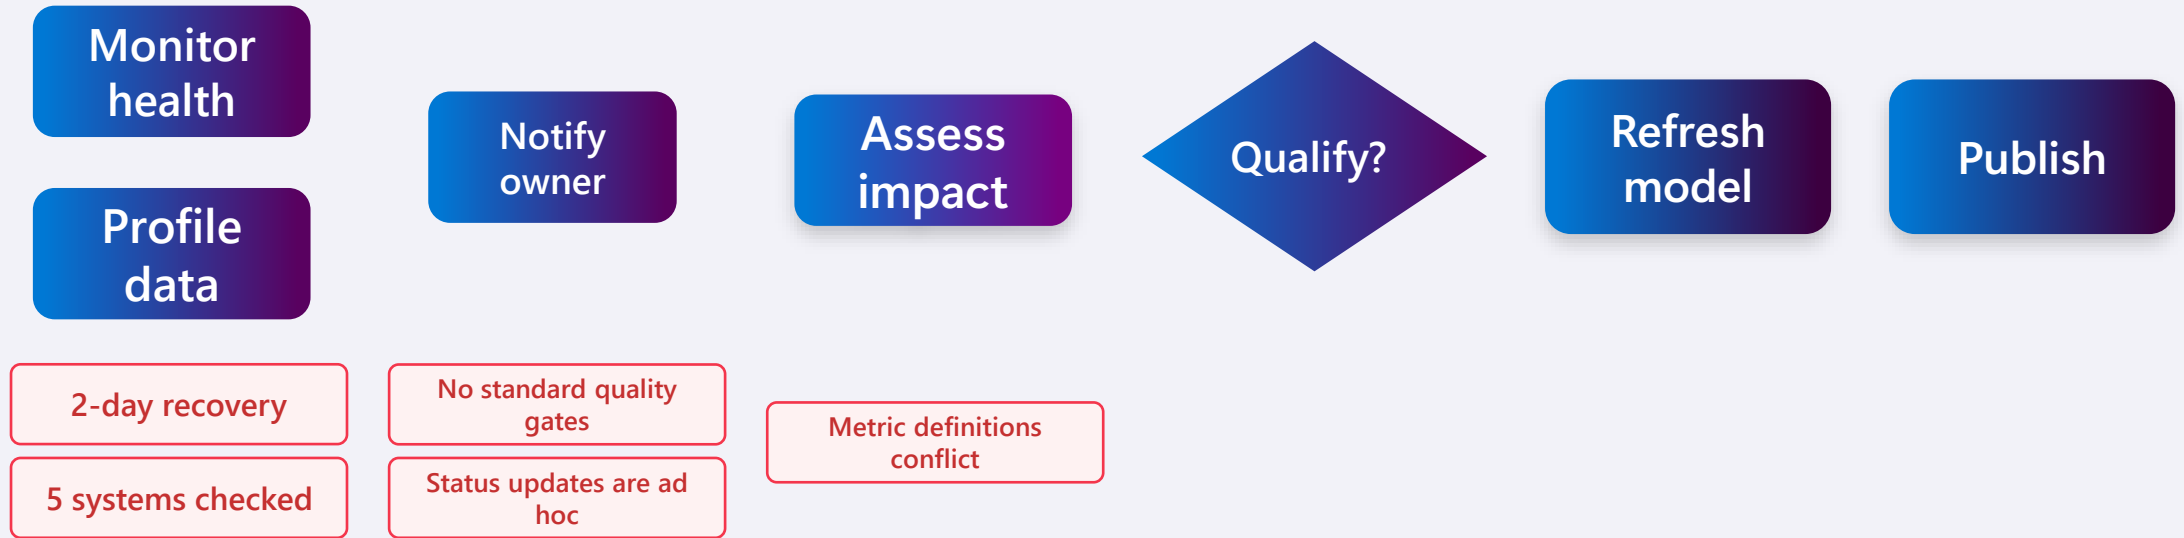 Monitor
health
Profile
data
Notify
owner
Assess
impact
Qualify?
Refresh
model
Publish
2-day recovery
5 systems checked
No standard quality
gates
Status updates are ad
hoc
Metric definitions
conflict